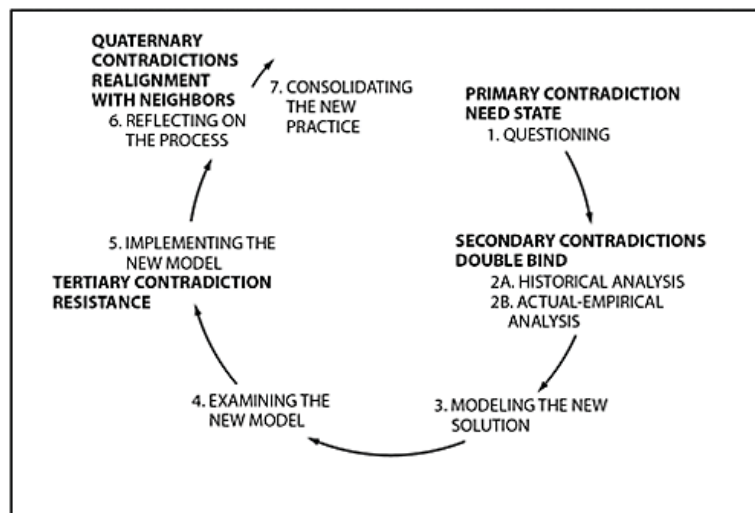 PRIMARY CONTRADICTION
NEED STATE
1. QUESTIONING
SECONDARY CONTRADICTIONS
DOUBLE BIND
2A. HISTORICAL ANALYSIS
2B. ACTUAL-EMPIRICAL
ANALYSIS
3. MODELING THE NEW
SOLUTION
4. EXAMINING THE
NEW MODEL
5. IMPLEMENTING THE
NEW MODEL
TERTIARY CONTRADICTION
RESISTANCE
QUATERNARY
CONTRADICTIONS
REALIGNMENT
WITH NEIGHBORS
6. REFLECTING ON
THE PROCESS
7. CONSOLIDATING
THE NEW
PRACTICE